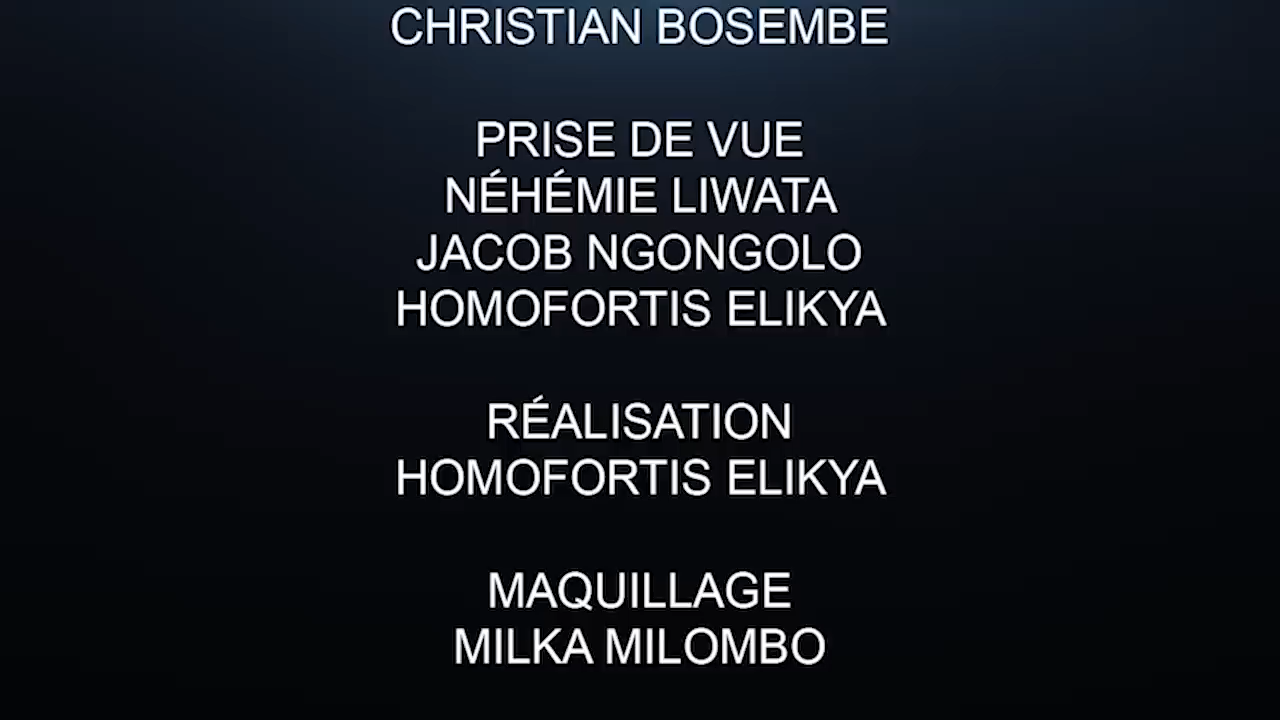 CHRISTIAN BOSEMBE
PRISE DE VUE
NÉHÉMIE LIWATA
JACOB NGONGOLO
HOMOFORTIS ELIKYA
RÉALISATION
HOMOFORTIS ELIKYA
MAQUILLAGE
MILKA MILOMBO